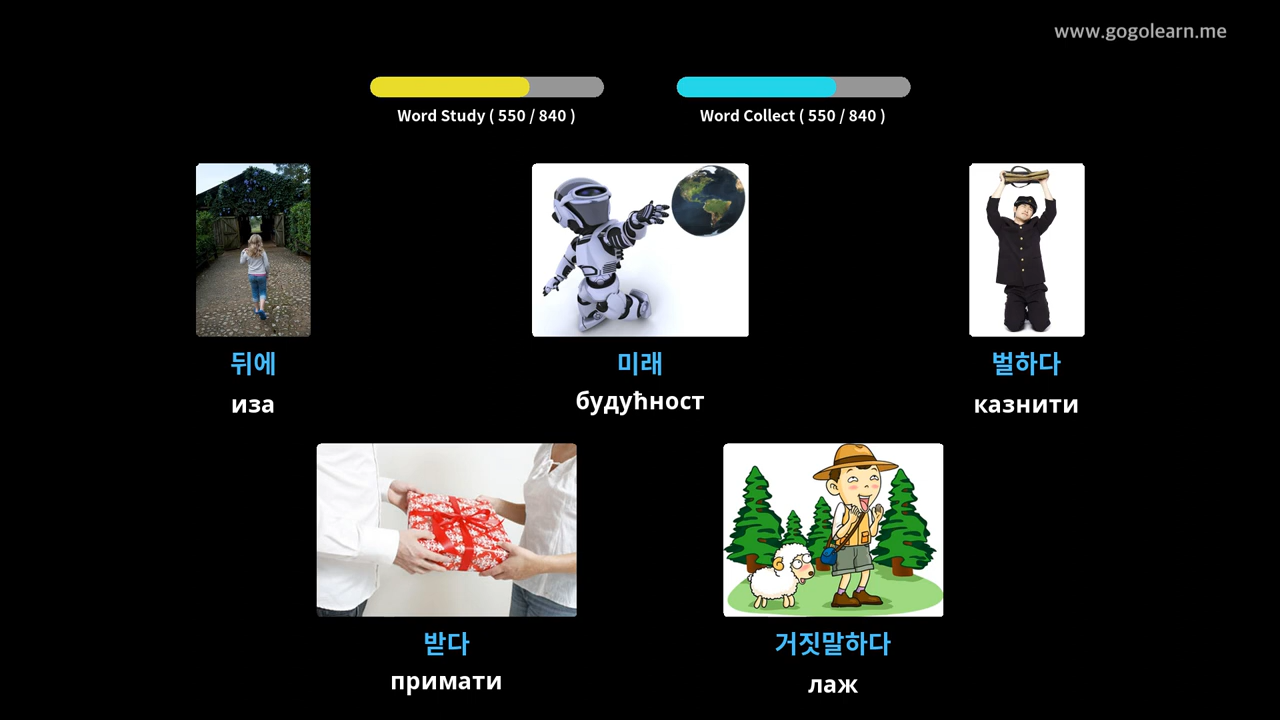 www.gogolearn.me
Word Study ( 550 / 840 )
Word Collect ( 550 / 840 )
뒤에
иза
미래
будућност
벌하다
казнити
받다
примати
거짓말하다
лаж